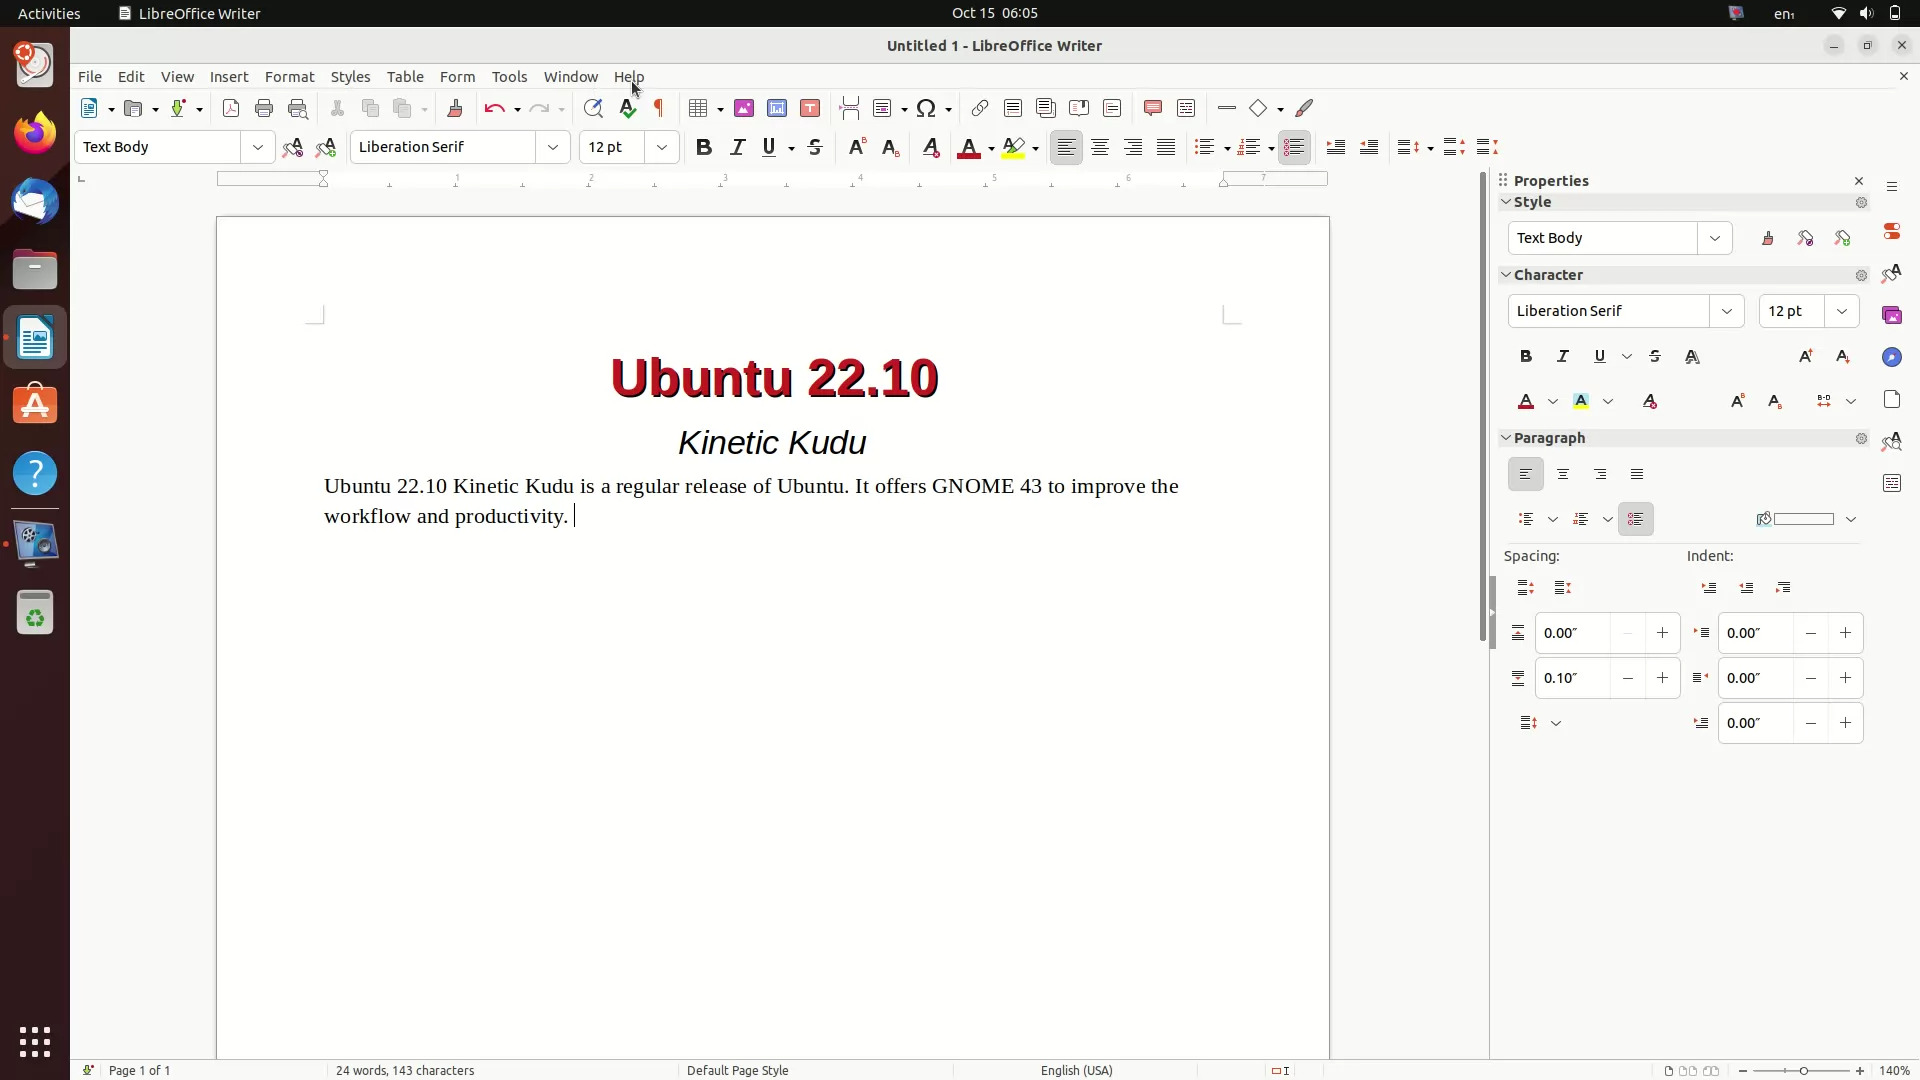 Activities LibreOffice Writer Oct 15 06:05 en₁
Untitled 1 - LibreOffice Writer
File Edit View Insert Format Styles Table Form Tools Window Help
Text Body Liberation Serif 12 pt
1 2 3 4 5 6 7
Properties
Style
Text Body
Character
Liberation Serif 12 pt
Paragraph
Spacing: Indent:
0.00″ 0.00″
0.10″ 0.00″
0.00″
Ubuntu 22.10
Kinetic Kudu
Ubuntu 22.10 Kinetic Kudu is a regular release of Ubuntu. It offers GNOME 43 to improve the
workflow and productivity.
Page 1 of 1 24 words, 143 characters Default Page Style English (USA) 140%